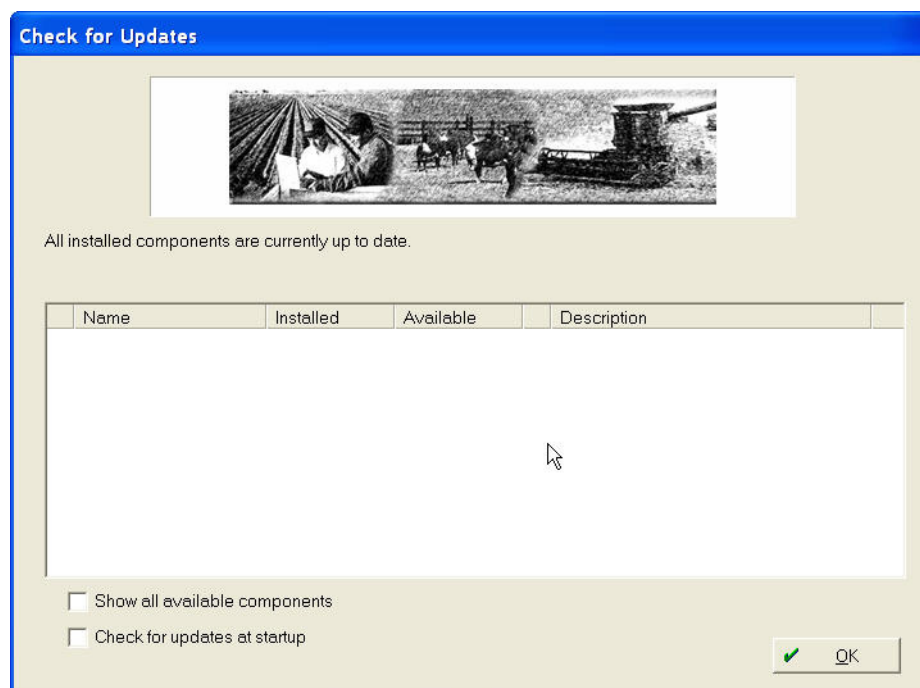 Check for Updates
All installed components are currently up to date.
Name Installed Available Description
Show all available components
Check for updates at startup
OK